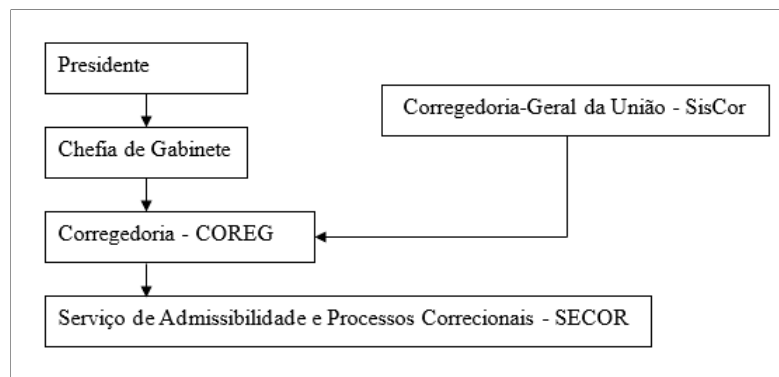 Presidente
Corregedoria-Geral da União - SisCor
Chefia de Gabinete
Corregedoria - COREG
Serviço de Admissibilidade e Processos Correcionais - SECOR